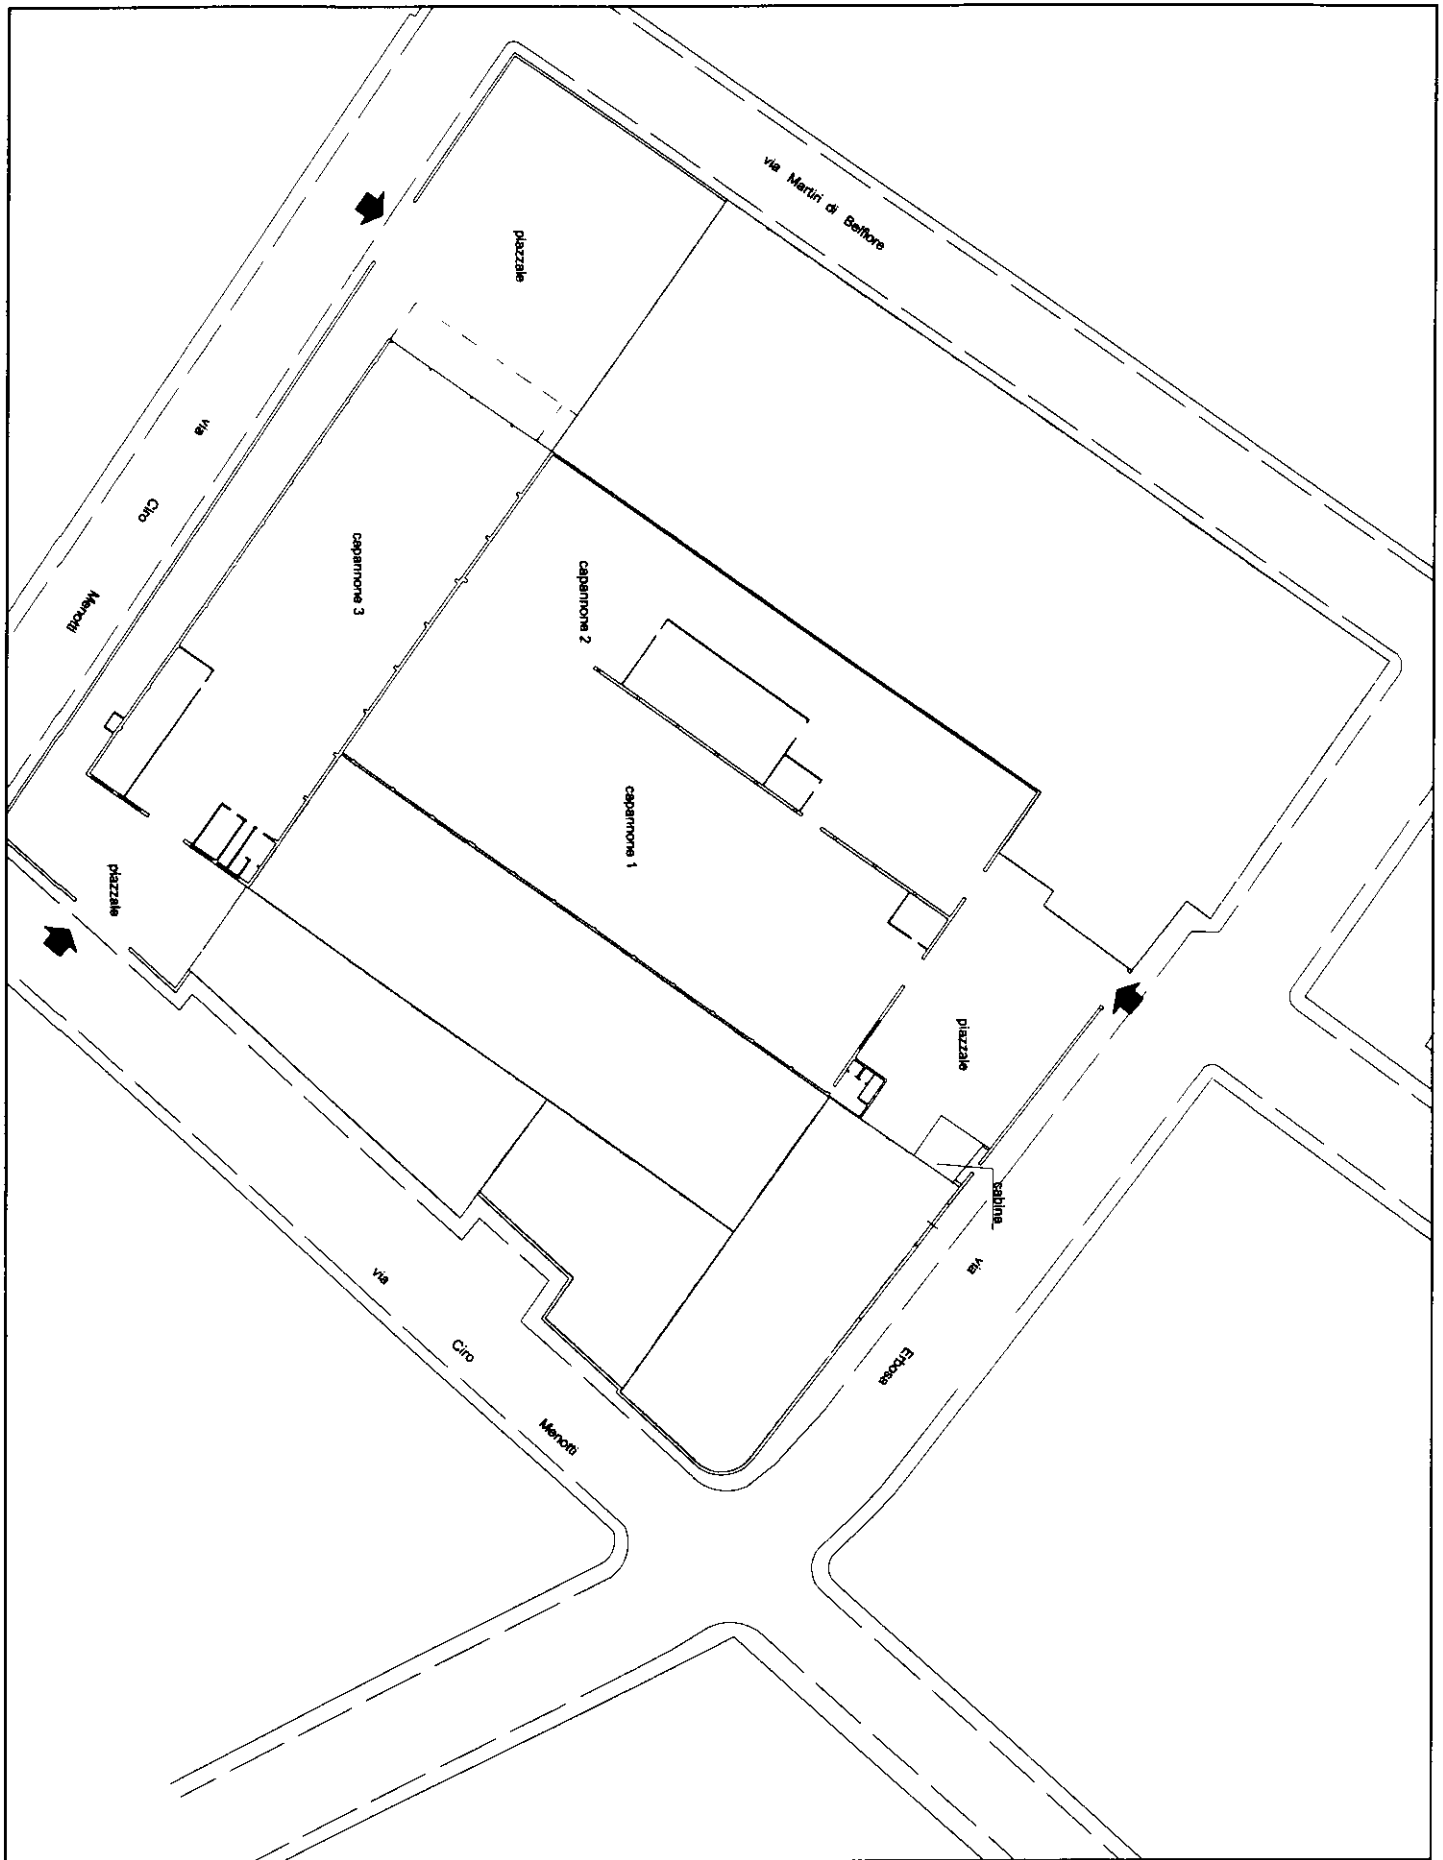 via Martiri di Belfiore
piazzale
via Ciro Menotti
capannone 3
capannone 2
capannone 1
piazzale
piazzale
cabina
via Erbosa
via Ciro Menotti